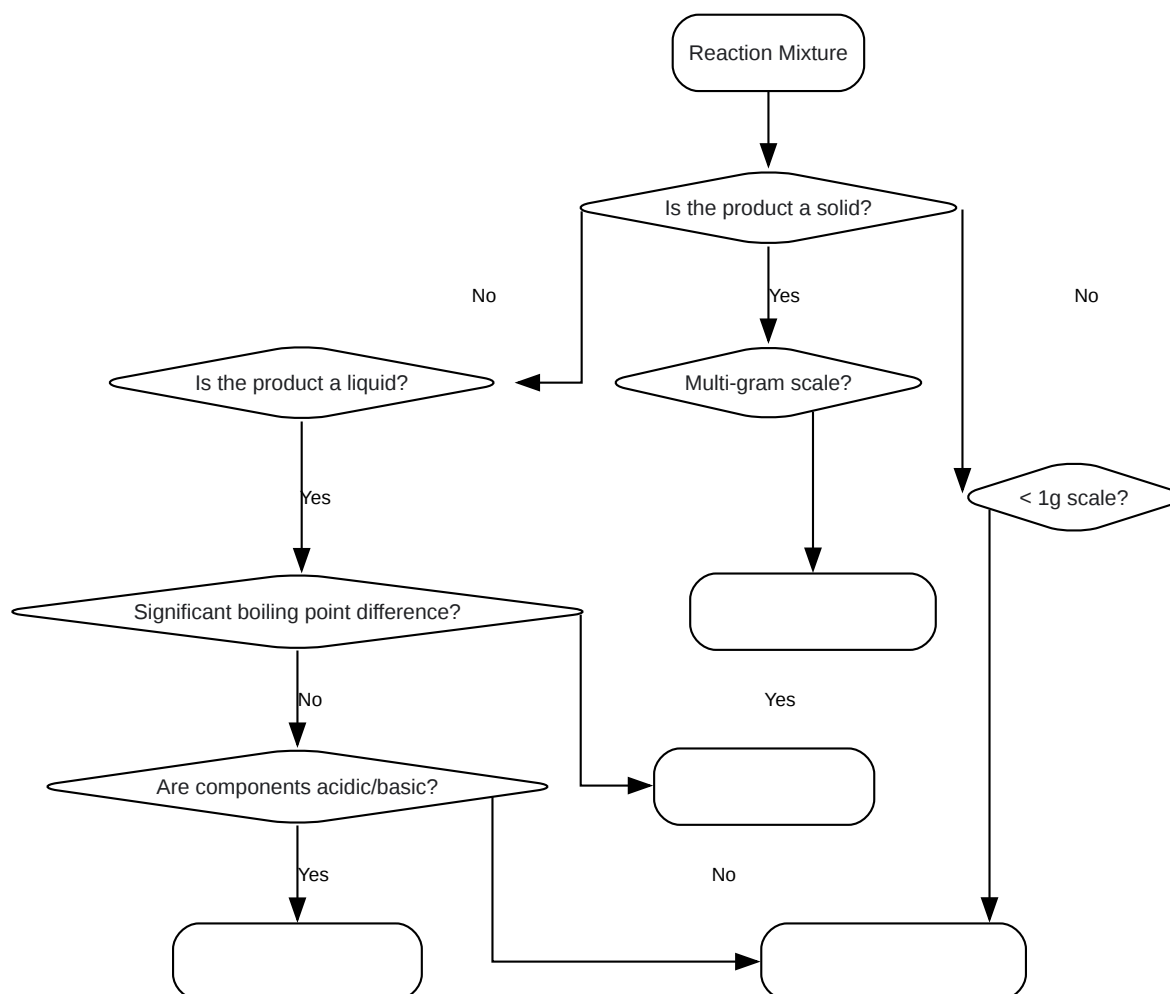 Reaction Mixture
Is the product a solid?
No
Yes
No
Is the product a liquid?
Multi-gram scale?
Yes
< 1g scale?
Significant boiling point difference?
No
Yes
Are components acidic/basic?
Yes
No